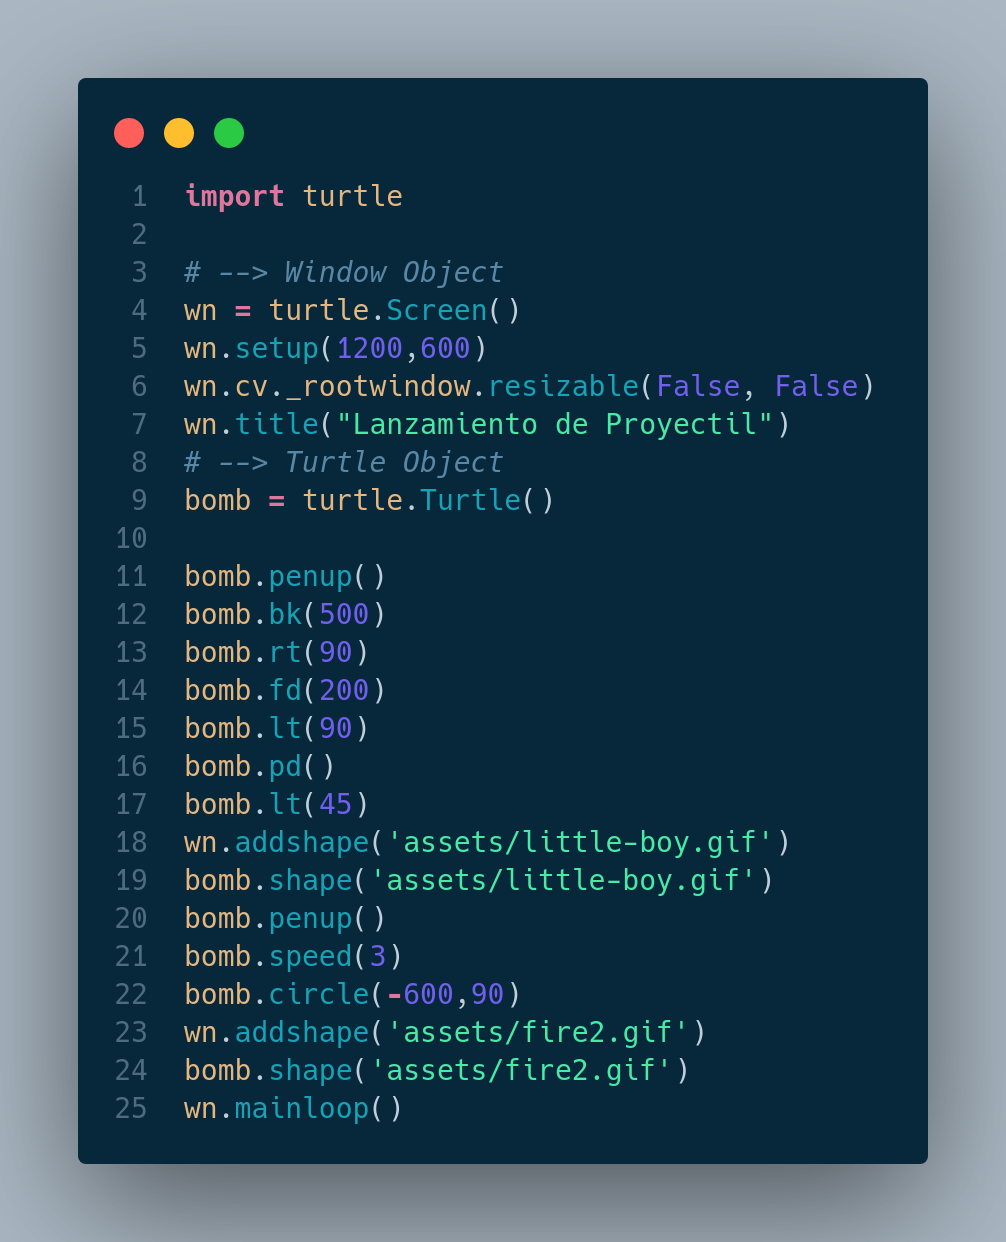 1 import turtle
2
3 # --> Window Object
4 wn = turtle.Screen()
5 wn.setup(1200,600)
6 wn.cv._rootwindow.resizable(False, False)
7 wn.title("Lanzamiento de Proyectil")
8 # --> Turtle Object
9 bomb = turtle.Turtle()
10
11 bomb.penup()
12 bomb.bk(500)
13 bomb.rt(90)
14 bomb.fd(200)
15 bomb.lt(90)
16 bomb.pd()
17 bomb.lt(45)
18 wn.addshape('assets/little-boy.gif')
19 bomb.shape('assets/little-boy.gif')
20 bomb.penup()
21 bomb.speed(3)
22 bomb.circle(-600,90)
23 wn.addshape('assets/fire2.gif')
24 bomb.shape('assets/fire2.gif')
25 wn.mainloop()